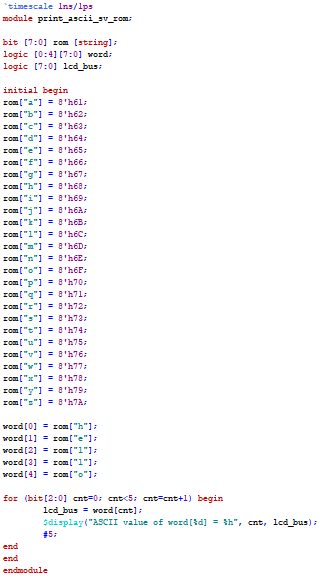 `timescale 1ns/1ps
module print_ascii_sv_rom;
bit [7:0] rom [string];
logic [0:4][7:0] word;
logic [7:0] lcd_bus;
initial begin
rom["a"] = 8'h61;
rom["b"] = 8'h62;
rom["c"] = 8'h63;
rom["d"] = 8'h64;
rom["e"] = 8'h65;
rom["f"] = 8'h66;
rom["g"] = 8'h67;
rom["h"] = 8'h68;
rom["i"] = 8'h69;
rom["j"] = 8'h6A;
rom["k"] = 8'h6B;
rom["l"] = 8'h6C;
rom["m"] = 8'h6D;
rom["n"] = 8'h6E;
rom["o"] = 8'h6F;
rom["p"] = 8'h70;
rom["q"] = 8'h71;
rom["r"] = 8'h72;
rom["s"] = 8'h73;
rom["t"] = 8'h74;
rom["u"] = 8'h75;
rom["v"] = 8'h76;
rom["w"] = 8'h77;
rom["x"] = 8'h78;
rom["y"] = 8'h79;
rom["z"] = 8'h7A;
word[0] = rom["h"];
word[1] = rom["e"];
word[2] = rom["l"];
word[3] = rom["l"];
word[4] = rom["o"];
for (bit[2:0] cnt=0; cnt<5; cnt=cnt+1) begin
lcd_bus = word[cnt];
$display("ASCII value of word[%d] = %h", cnt, lcd_bus);
#5;
end
end
endmodule